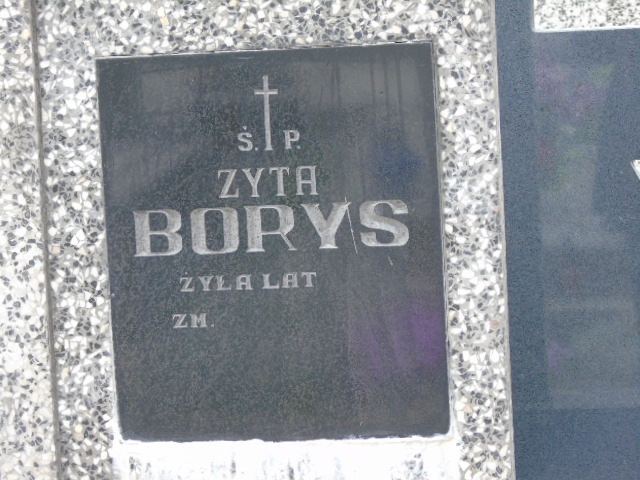 Ś. P.
ZYTA
BORYS
ŻYŁA LAT
ZM.